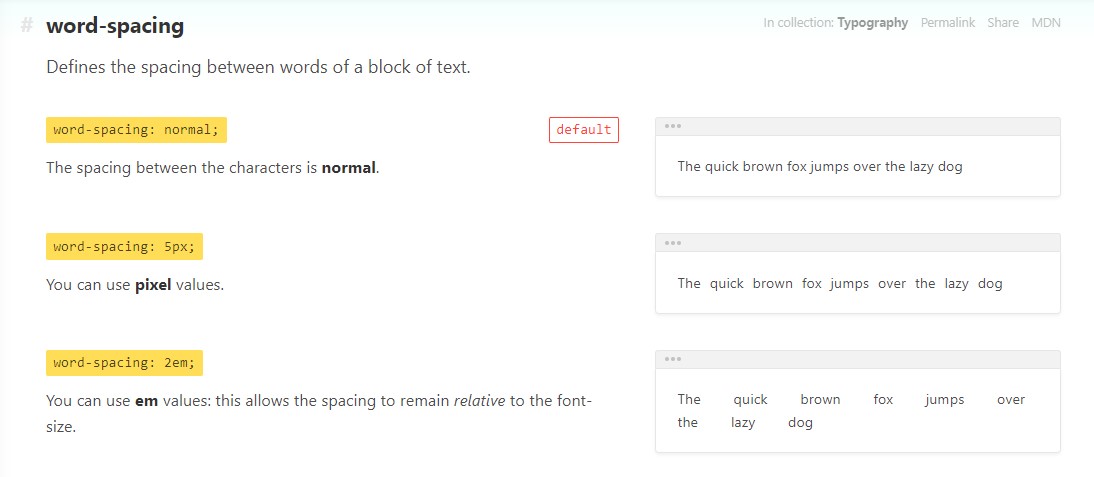 # word-spacing
In collection: Typography Permalink Share MDN
Defines the spacing between words of a block of text.
word-spacing: normal;
default
The spacing between the characters is normal.
The quick brown fox jumps over the lazy dog
word-spacing: 5px;
You can use pixel values.
The quick brown fox jumps over the lazy dog
word-spacing: 2em;
You can use em values: this allows the spacing to remain relative to the font-
size.
The quick brown fox jumps over
the lazy dog